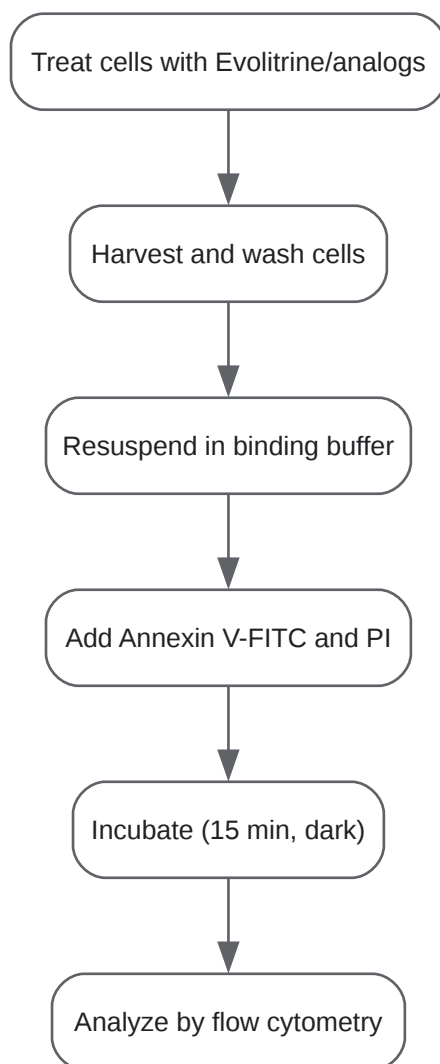 Treat cells with Evolitrine/analogs
Harvest and wash cells
Resuspend in binding buffer
Add Annexin V-FITC and PI
Incubate (15 min, dark)
Analyze by flow cytometry